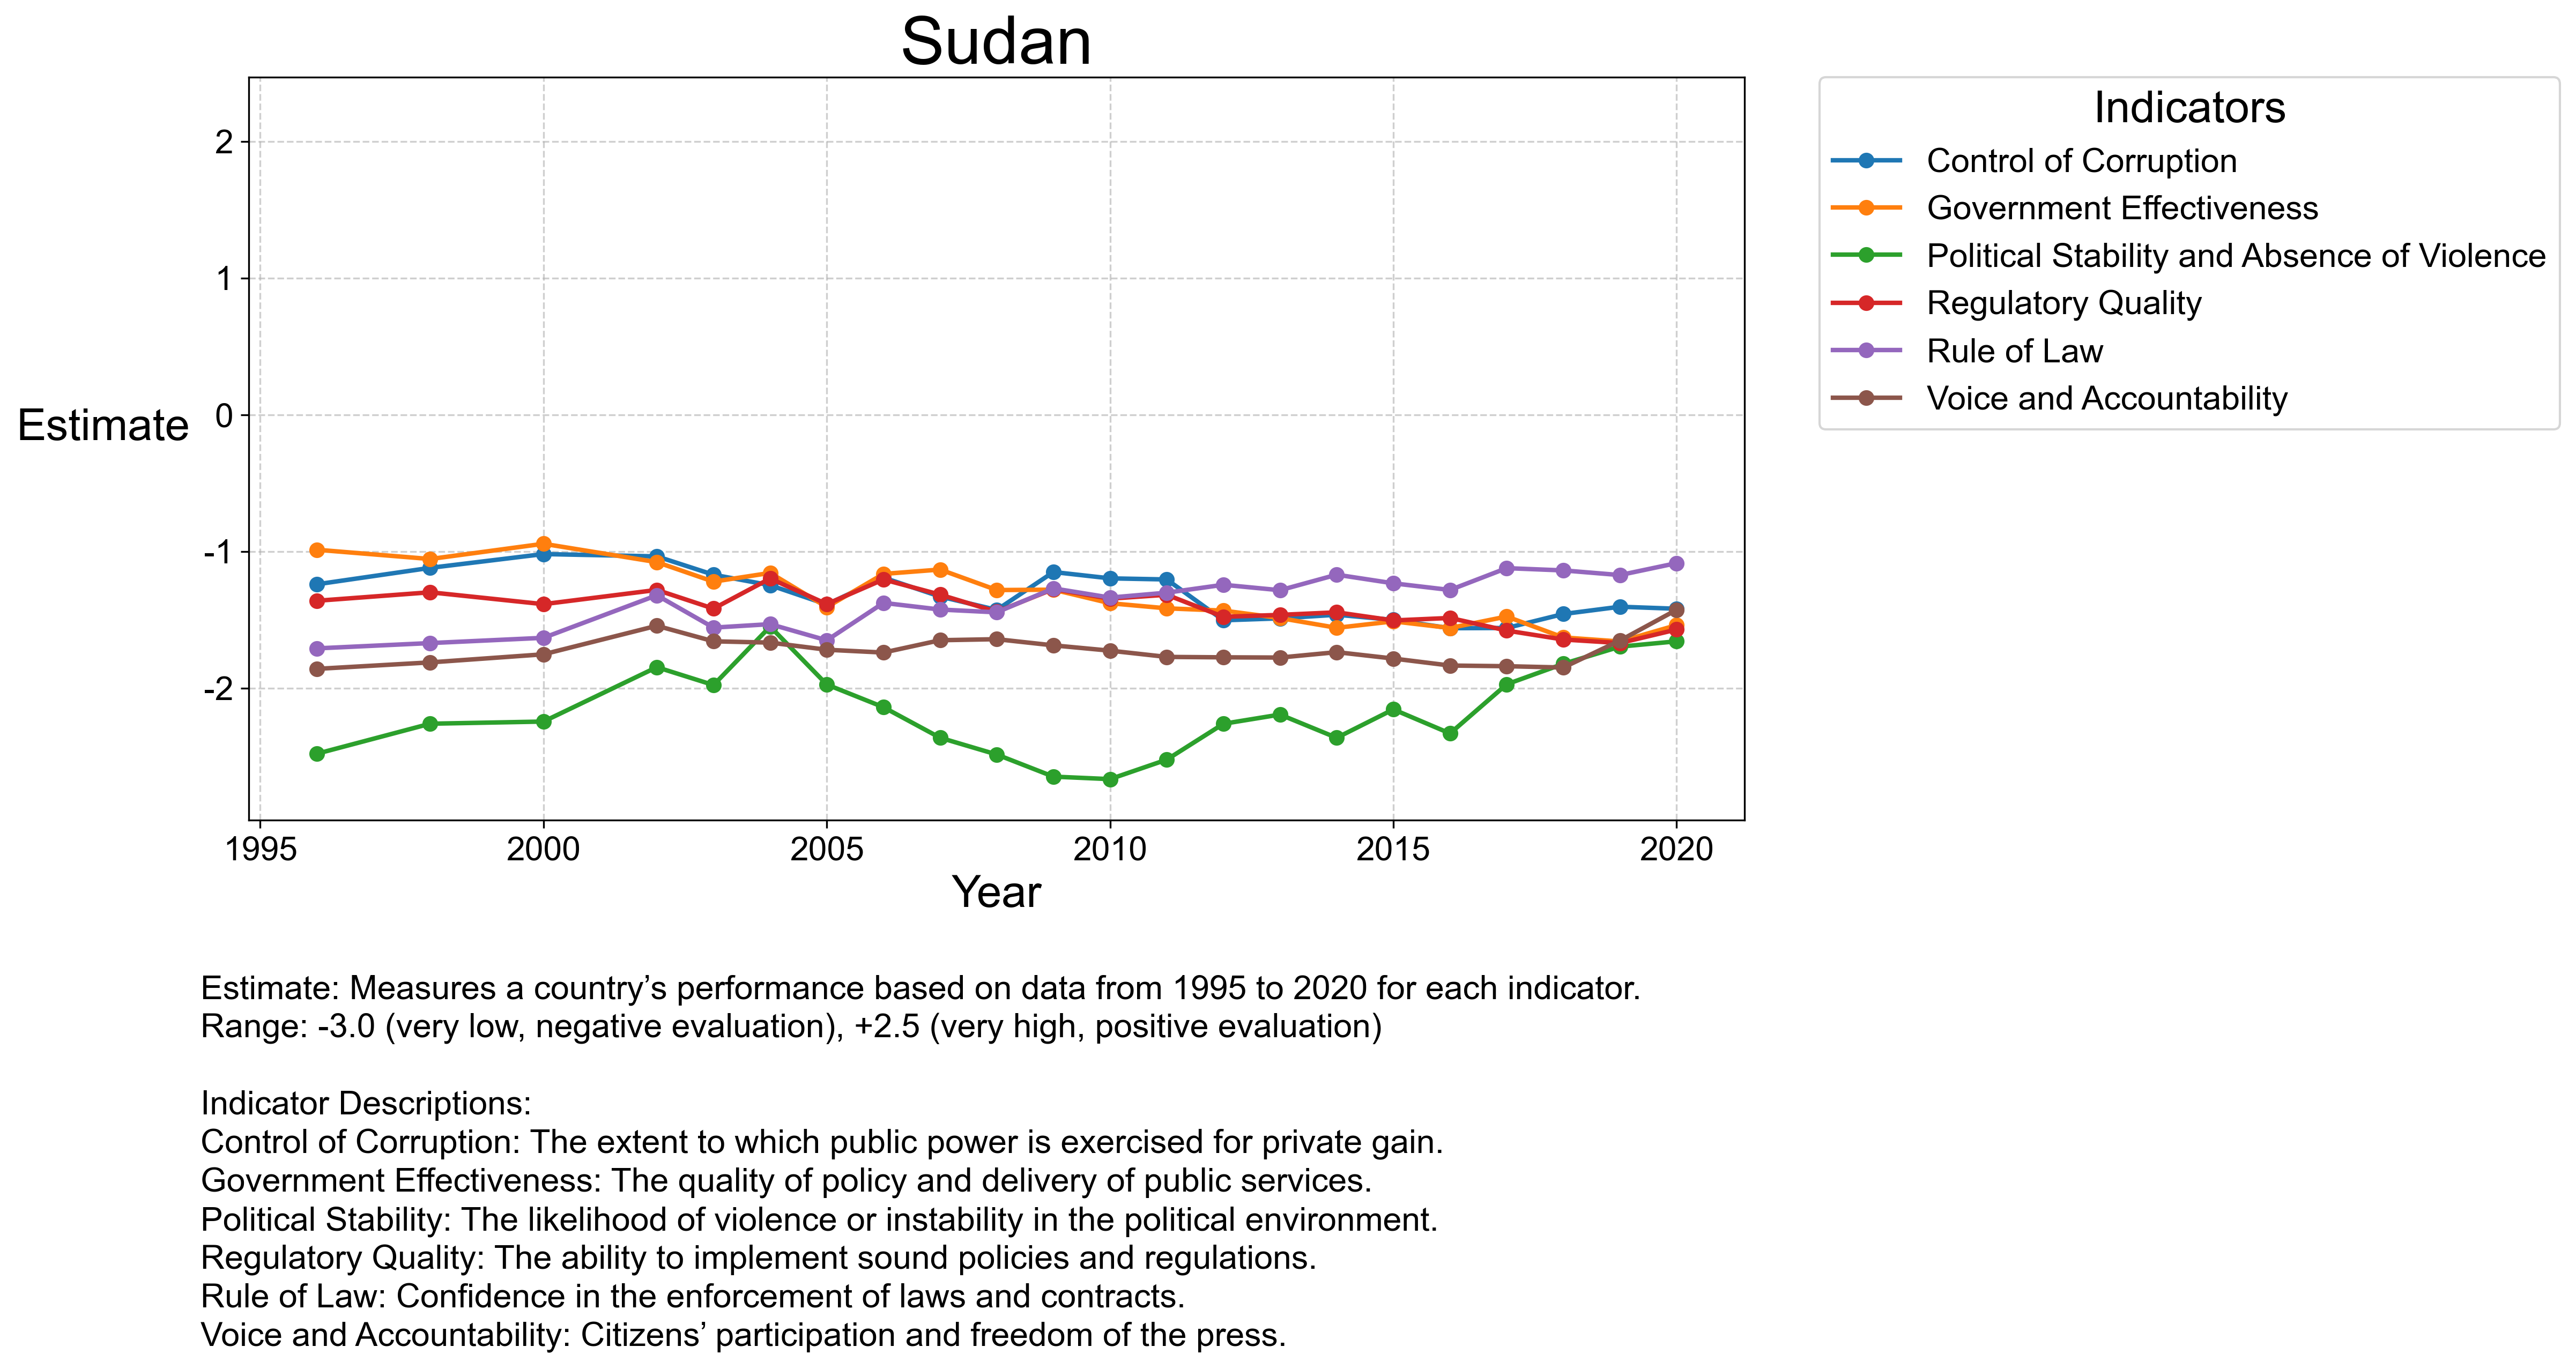 Sudan
Indicators
Control of Corruption
Government Effectiveness
Political Stability and Absence of Violence
Regulatory Quality
Rule of Law
Voice and Accountability
Estimate
2
1
0
-1
-2
1995 2000 2005 2010 2015 2020
Year
Estimate: Measures a country’s performance based on data from 1995 to 2020 for each indicator.
Range: -3.0 (very low, negative evaluation), +2.5 (very high, positive evaluation)
Indicator Descriptions:
Control of Corruption: The extent to which public power is exercised for private gain.
Government Effectiveness: The quality of policy and delivery of public services.
Political Stability: The likelihood of violence or instability in the political environment.
Regulatory Quality: The ability to implement sound policies and regulations.
Rule of Law: Confidence in the enforcement of laws and contracts.
Voice and Accountability: Citizens’ participation and freedom of the press.